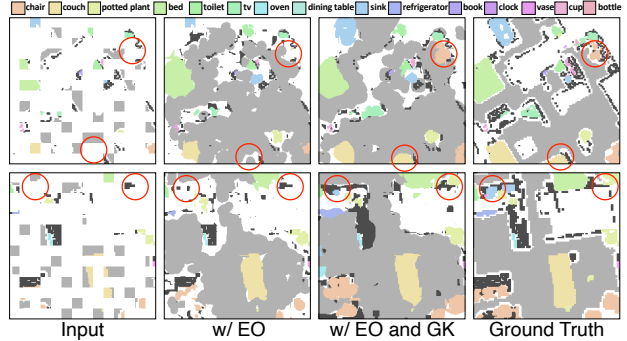 chair couch potted plant bed toilet tv oven dining table sink refrigerator book clock vase cup bottle
Input w/ EO w/ EO and GK Ground Truth